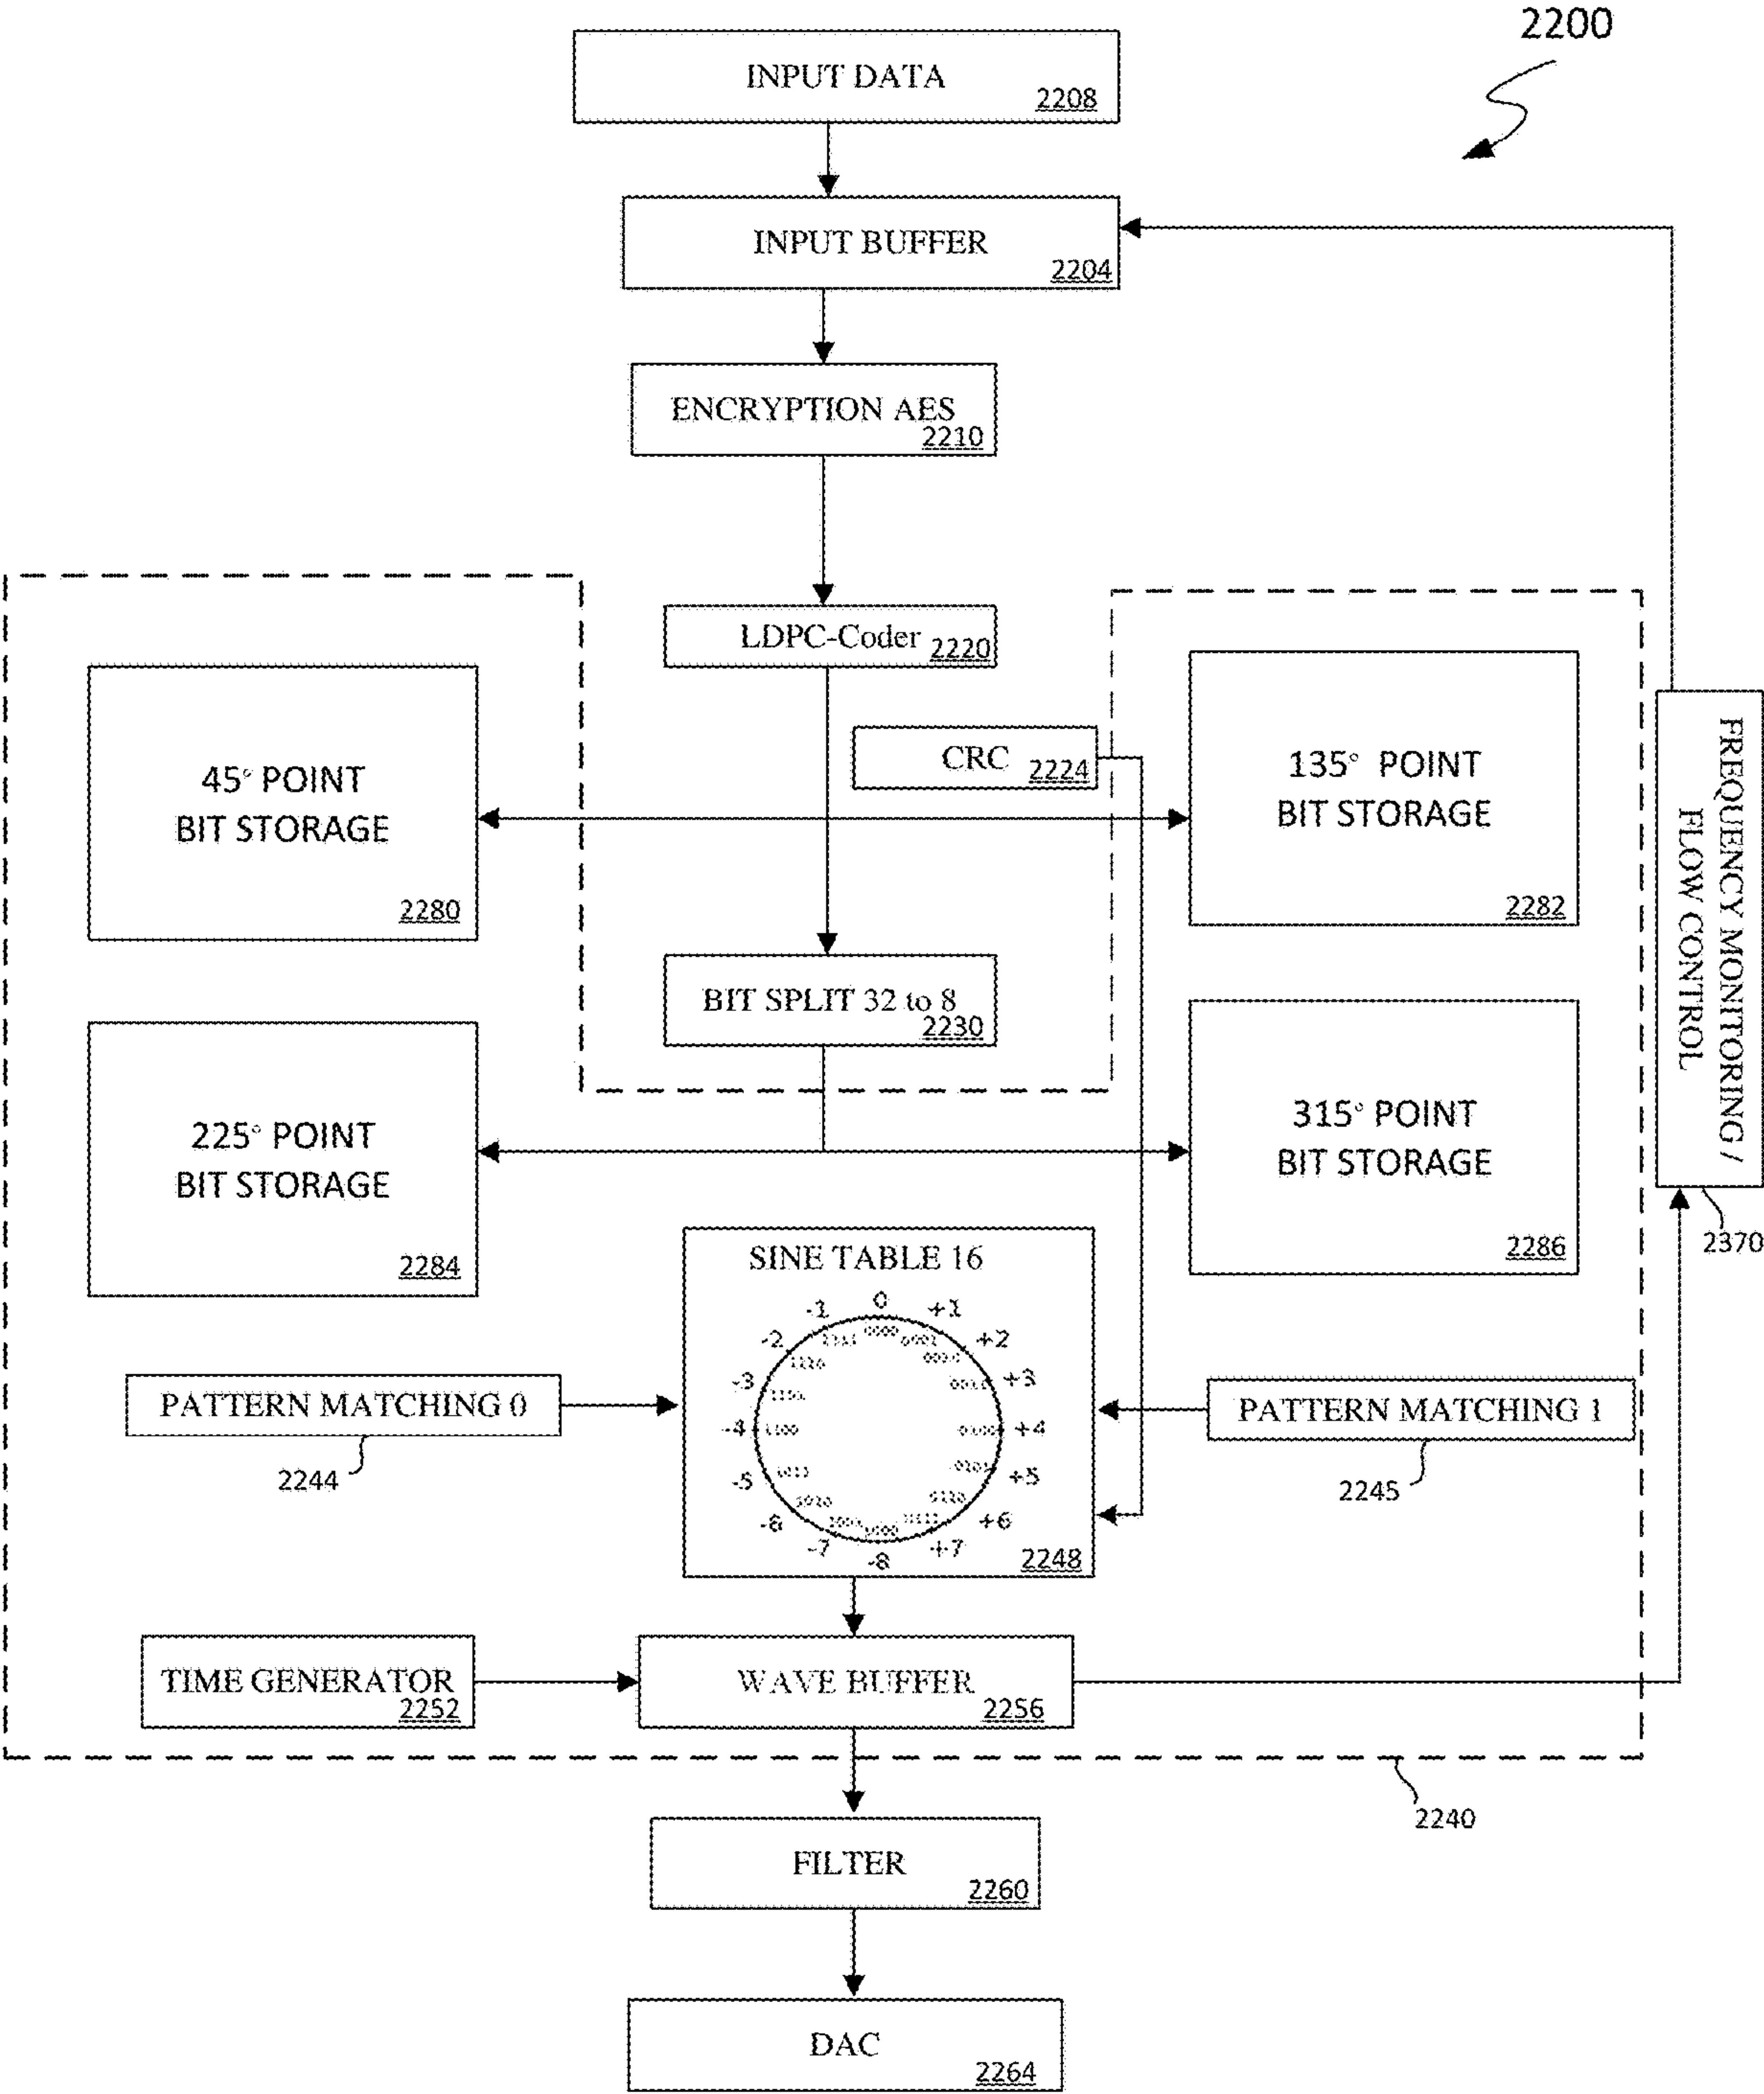 2200
INPUT DATA
2208
INPUT BUFFER
2204
ENCRYPTION AES
2210
LDPC-Coder
2220
CRC
2224
45° POINT
BIT STORAGE
2280
135° POINT
BIT STORAGE
2282
FREQUENCY MONITORING /
FLOW CONTROL
2370
BIT SPLIT 32 to 8
2230
225° POINT
BIT STORAGE
2284
315° POINT
BIT STORAGE
2286
SINE TABLE 16
0
-1
+1
-2
+2
-3
+3
-4
+4
-5
+5
-6
+6
-7
+7
-8
0000
1100
2248
PATTERN MATCHING 0
2244
PATTERN MATCHING 1
2245
TIME GENERATOR
2252
WAVE BUFFER
2256
2240
FILTER
2260
DAC
2264